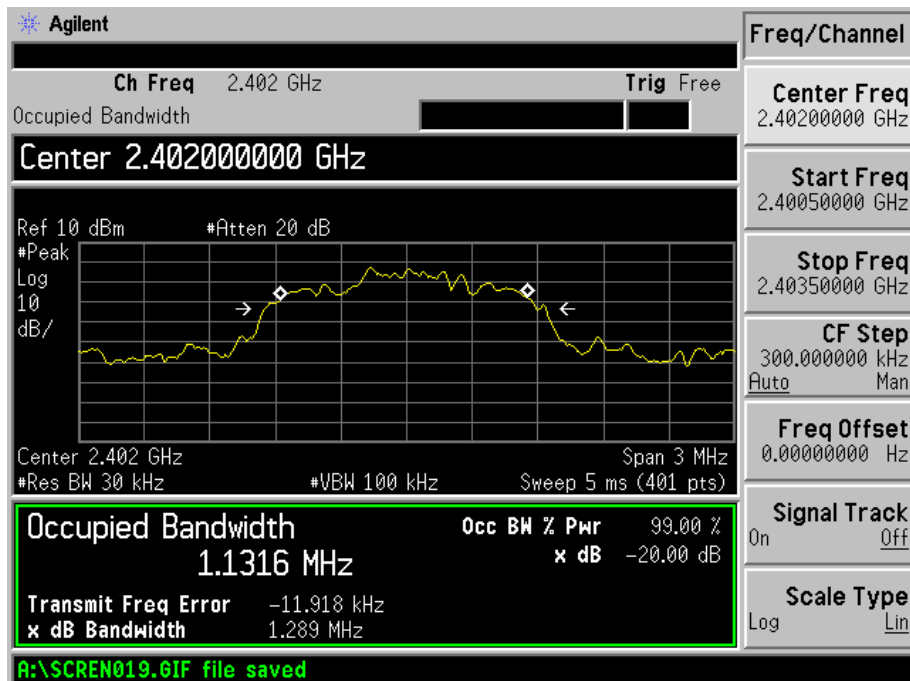 Agilent
Freq/Channel
Ch Freq 2.402 GHz Trig Free
Occupied Bandwidth
Center 2.402000000 GHz
Ref 10 dBm #Atten 20 dB
#Peak
Log
10
dB/
Center 2.402 GHz Span 3 MHz
#Res BW 30 kHz #VBW 100 kHz Sweep 5 ms (401 pts)
Occupied Bandwidth
1.1316 MHz
Occ BW % Pwr 99.00 %
x dB -20.00 dB
Transmit Freq Error -11.918 kHz
x dB Bandwidth 1.289 MHz
A:\SCREN019.GIF file saved
Center Freq
2.40200000 GHz
Start Freq
2.40050000 GHz
Stop Freq
2.40350000 GHz
CF Step
300.000000 kHz
Auto Man
Freq Offset
0.00000000 Hz
Signal Track
On Off
Scale Type
Log Lin